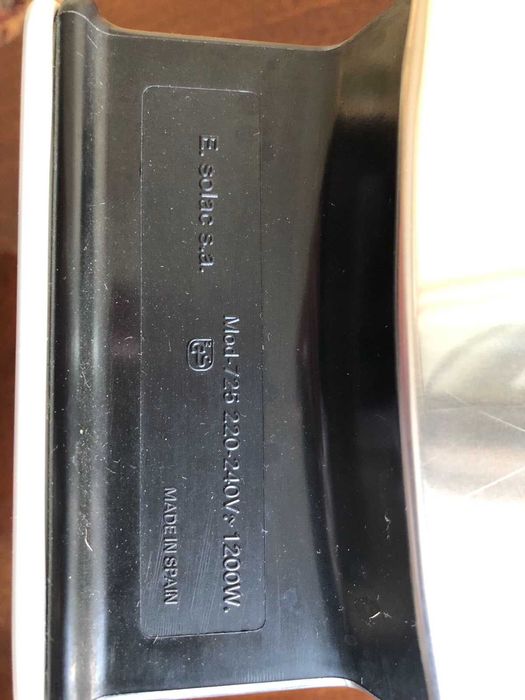 E. solac s.a.
Mod-725 220-240V~ 1200W.
MADE IN SPAIN